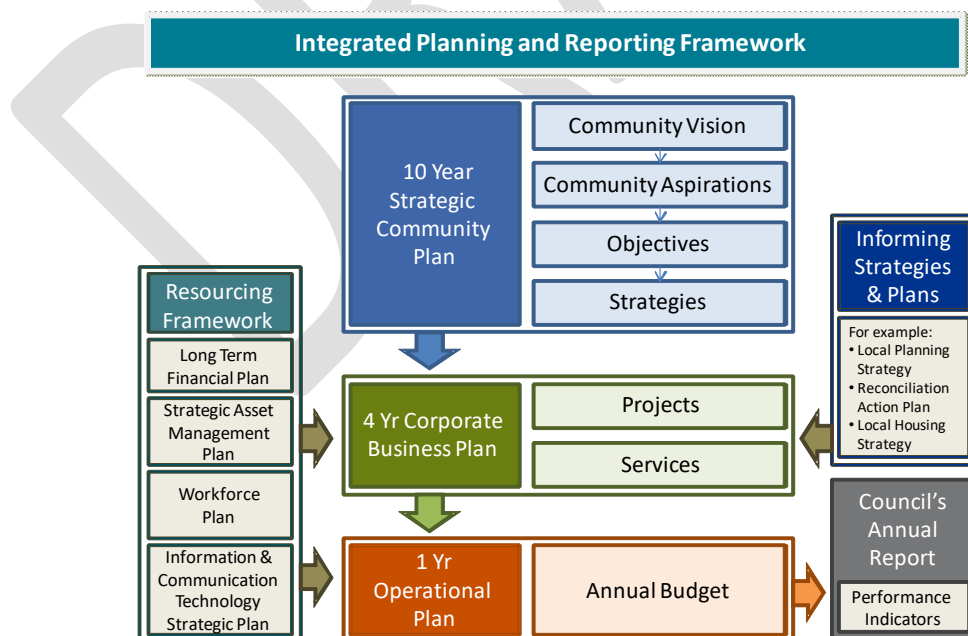 Integrated Planning and Reporting Framework
10 Year
Strategic
Community
Plan
Community Vision
Community Aspirations
Objectives
Strategies
Resourcing
Framework
Long Term
Financial Plan
Strategic Asset
Management
Plan
Workforce
Plan
Information &
Communication
Technology
Strategic Plan
4 Yr Corporate
Business Plan
Projects
Services
1 Yr
Operational
Plan
Annual Budget
Informing
Strategies
& Plans
For example:
• Local Planning
Strategy
• Reconciliation
Action Plan
• Local Housing
Strategy
Council's
Annual
Report
Performance
Indicators